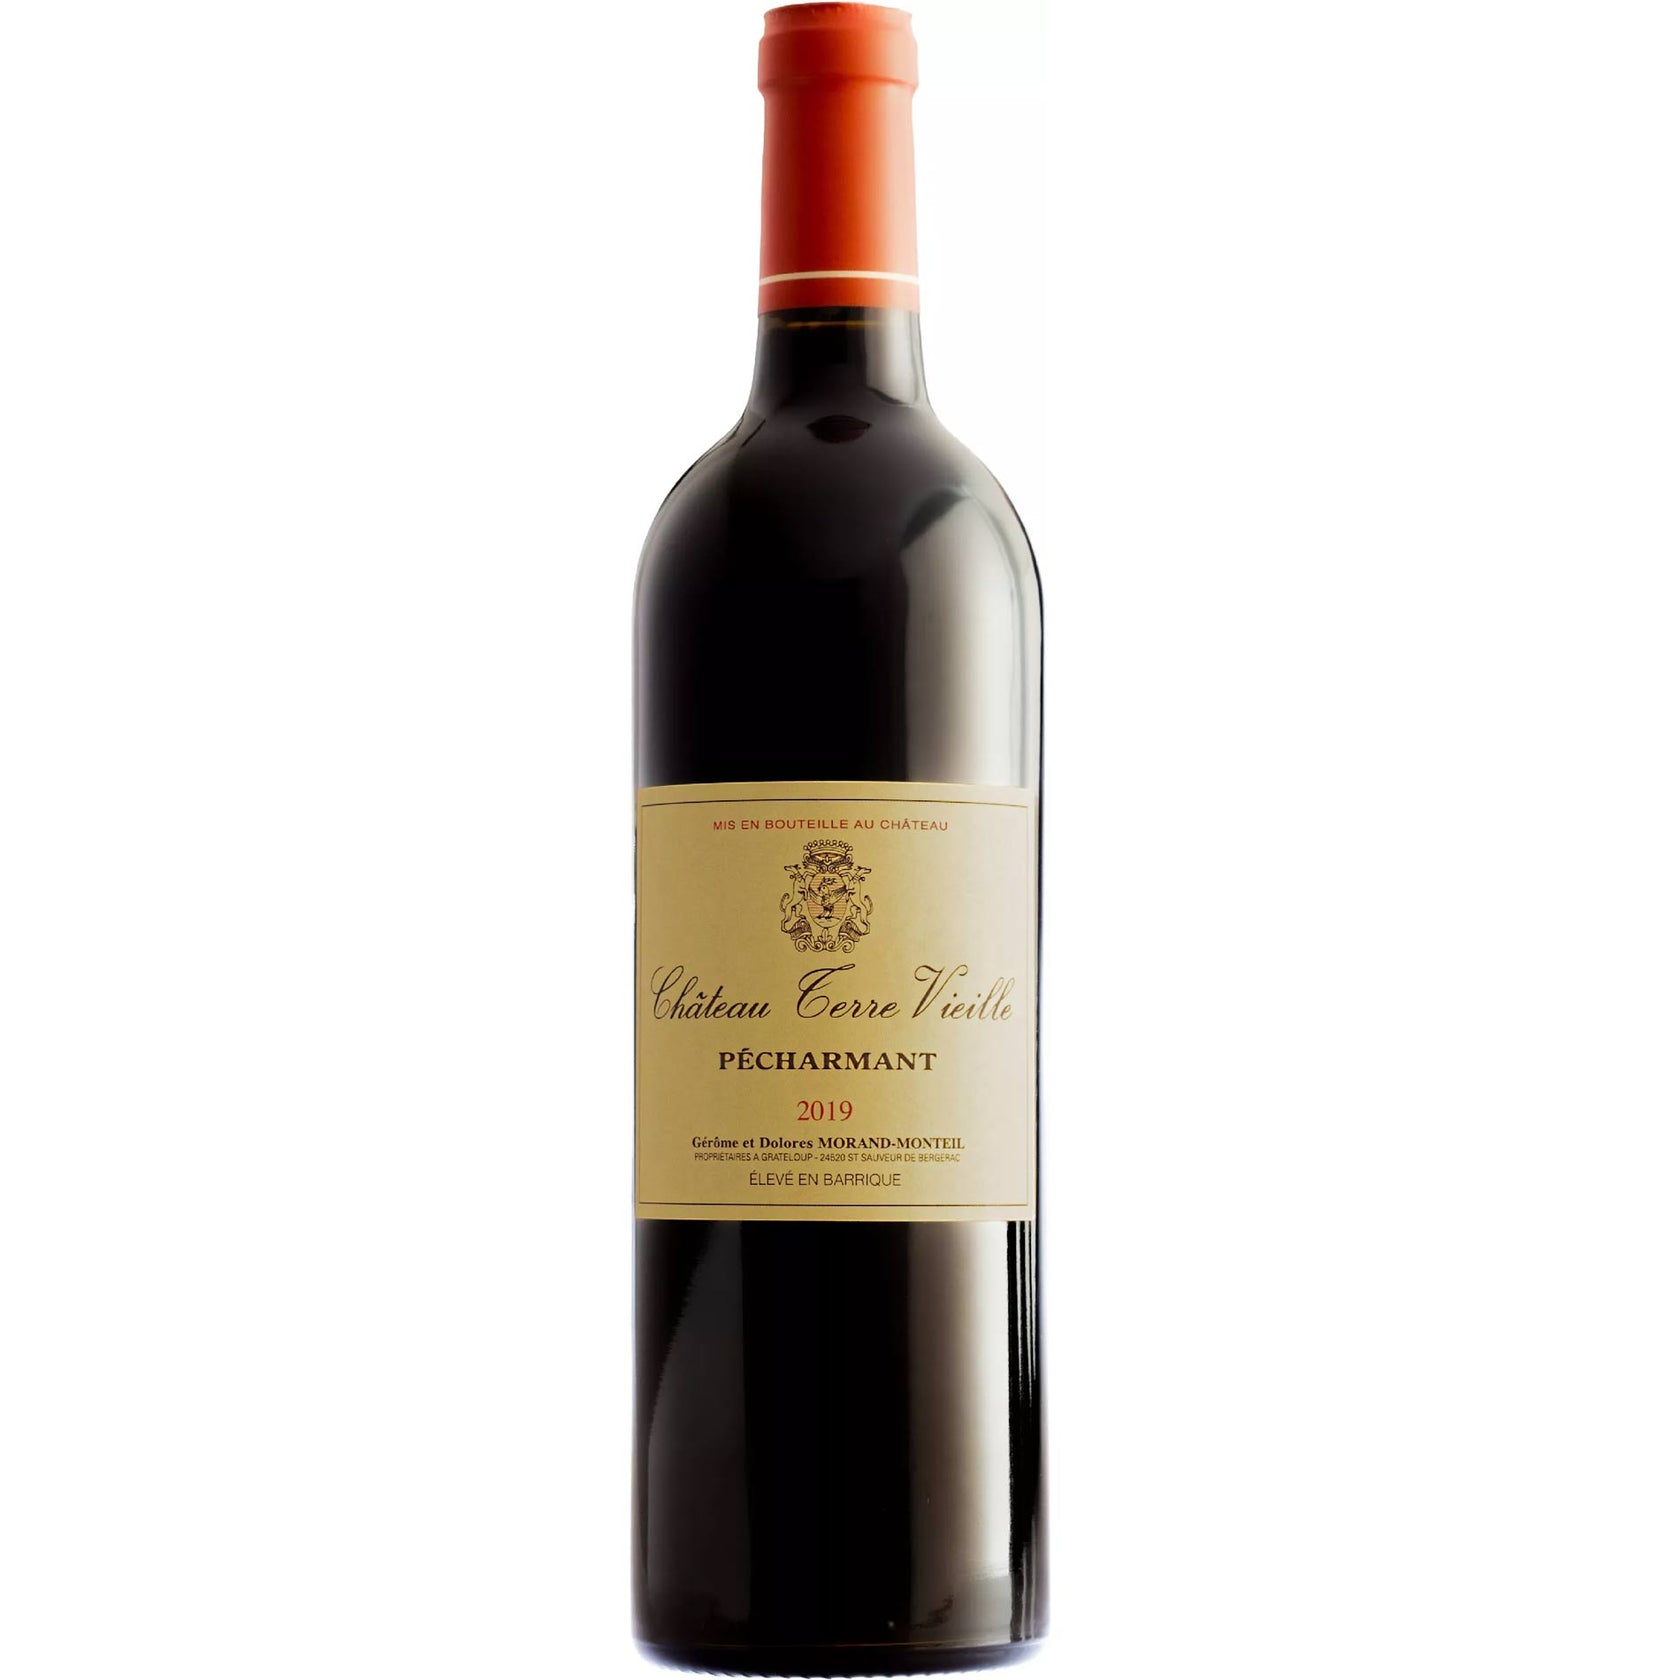 MIS EN BOUTEILLE AU CHÂTEAU
Château Terre Vieille
PÉCHARMANT
2019
Gérôme et Dolores MORAND-MONTEIL
PROPRIÉTAIRES A GRATELOUP - 24520 ST SAUVEUR DE BERGERAC
ÉLEVÉ EN BARRIQUE